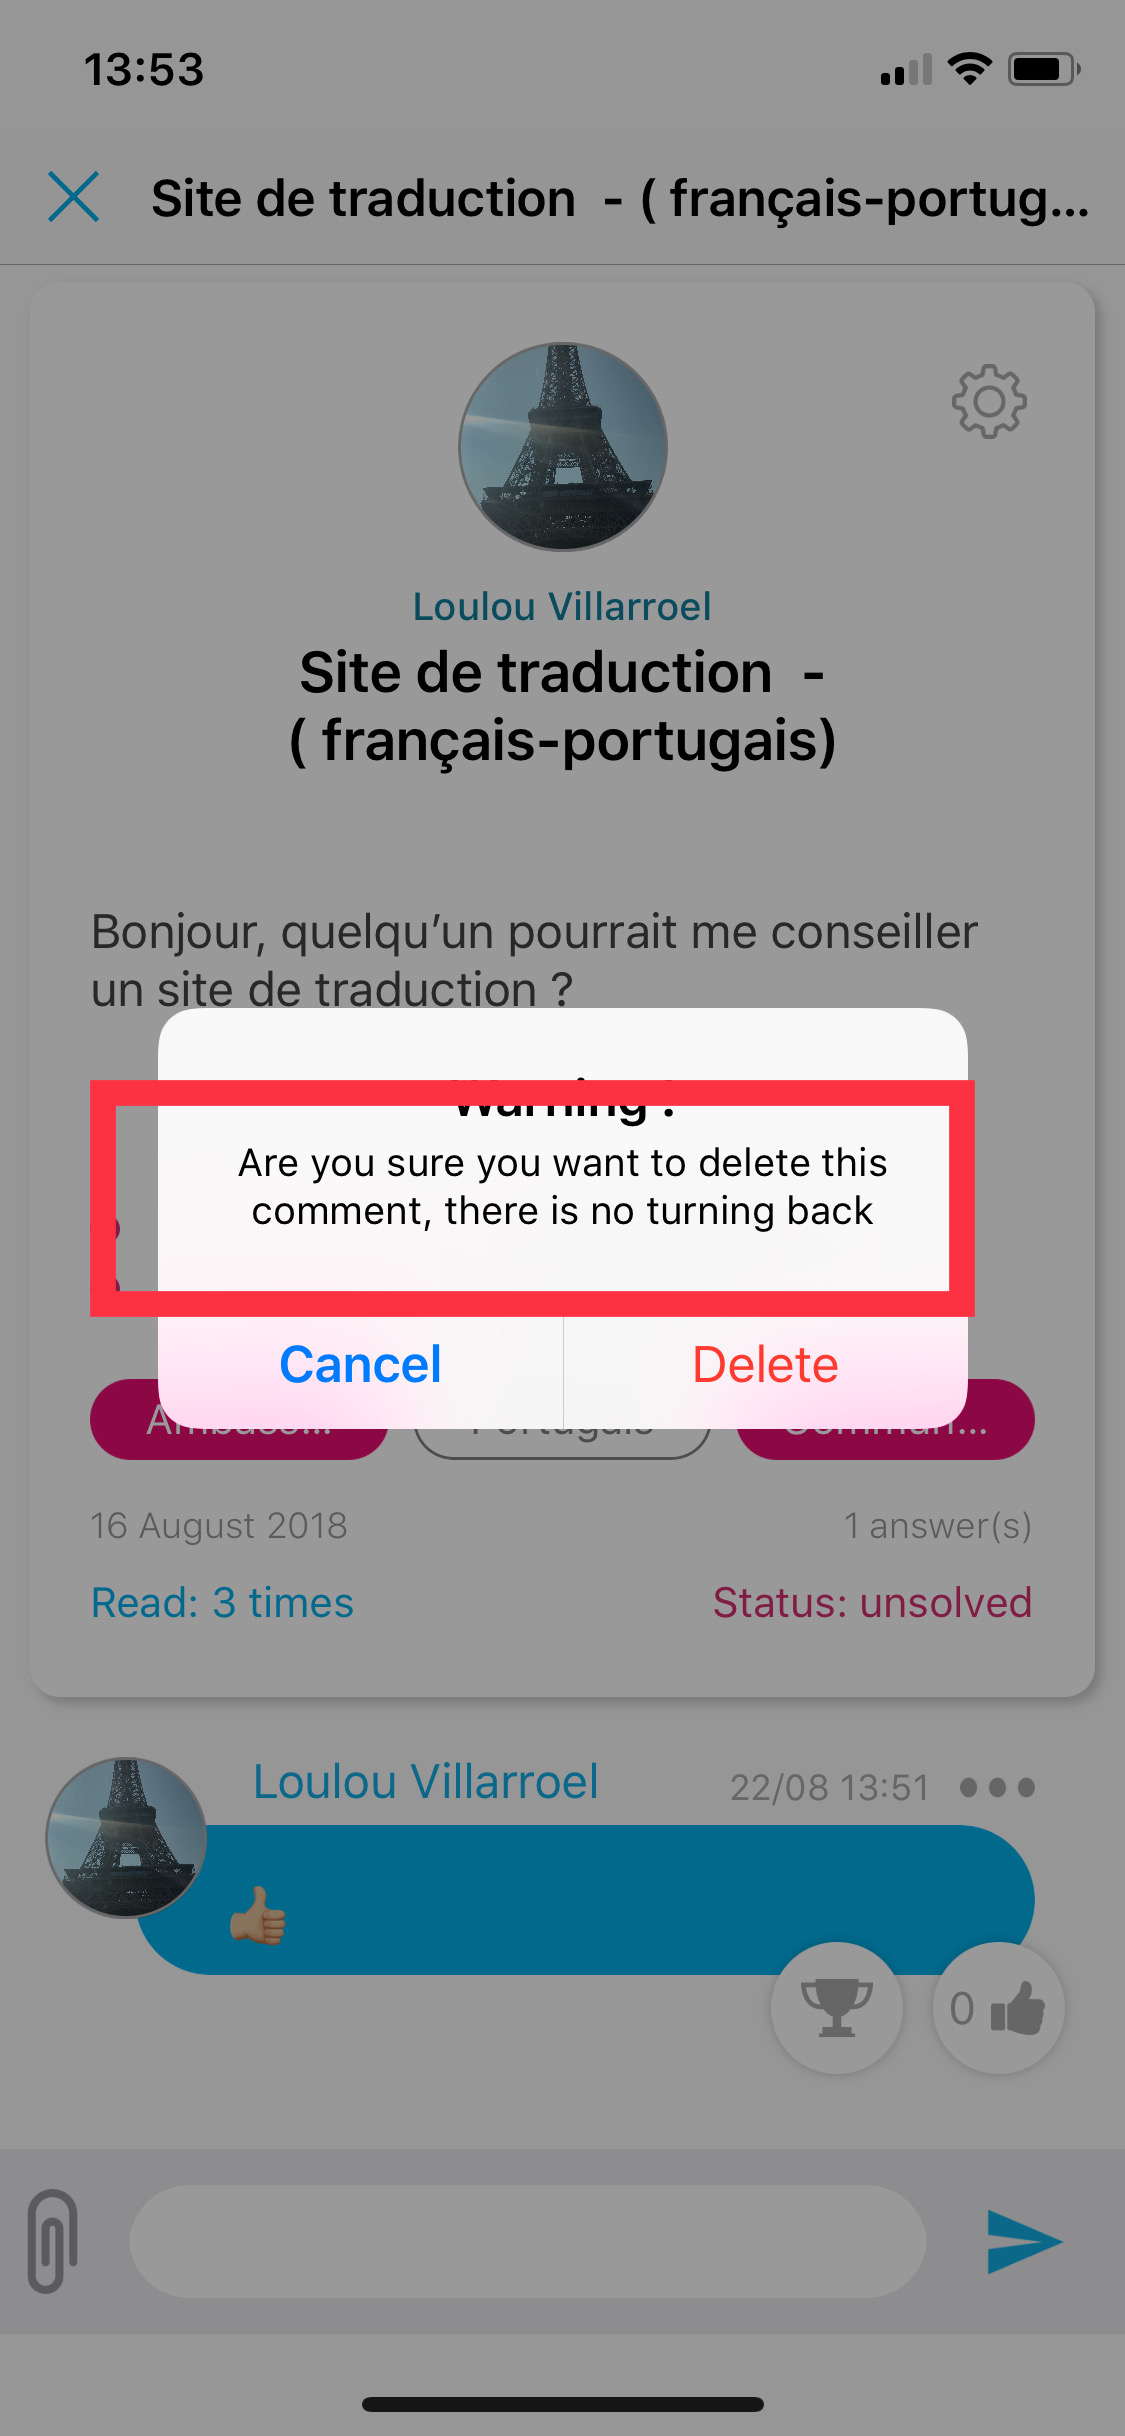 13:53
Site de traduction - ( français-portug...
Loulou Villarroel
Site de traduction -
( français-portugais)
Bonjour, quelqu’un pourrait me conseiller
un site de traduction ?
Warning !
Are you sure you want to delete this
comment, there is no turning back
Cancel
Delete
Ambass...
Português
16 August 2018
1 answer(s)
Read: 3 times
Status: unsolved
Loulou Villarroel
22/08 13:51
0